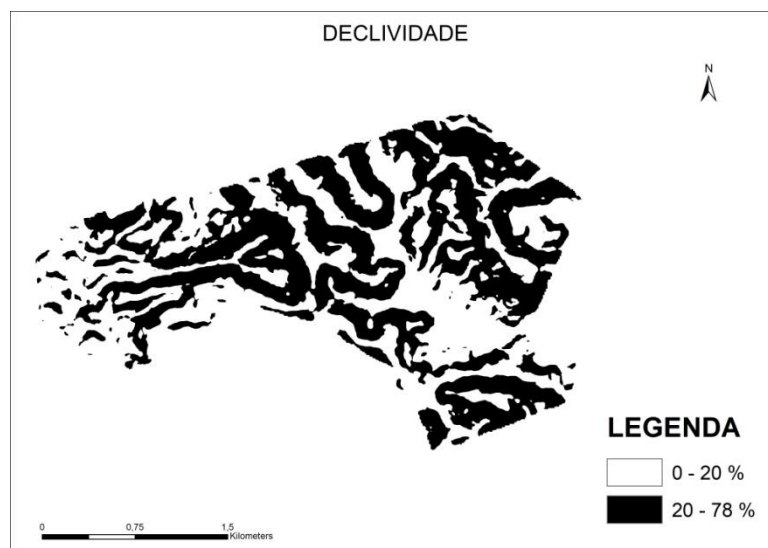 DECLIVIDADE
N
LEGENDA
0 - 20 %
20 - 78 %
0 0,75 1,5
Kilometers